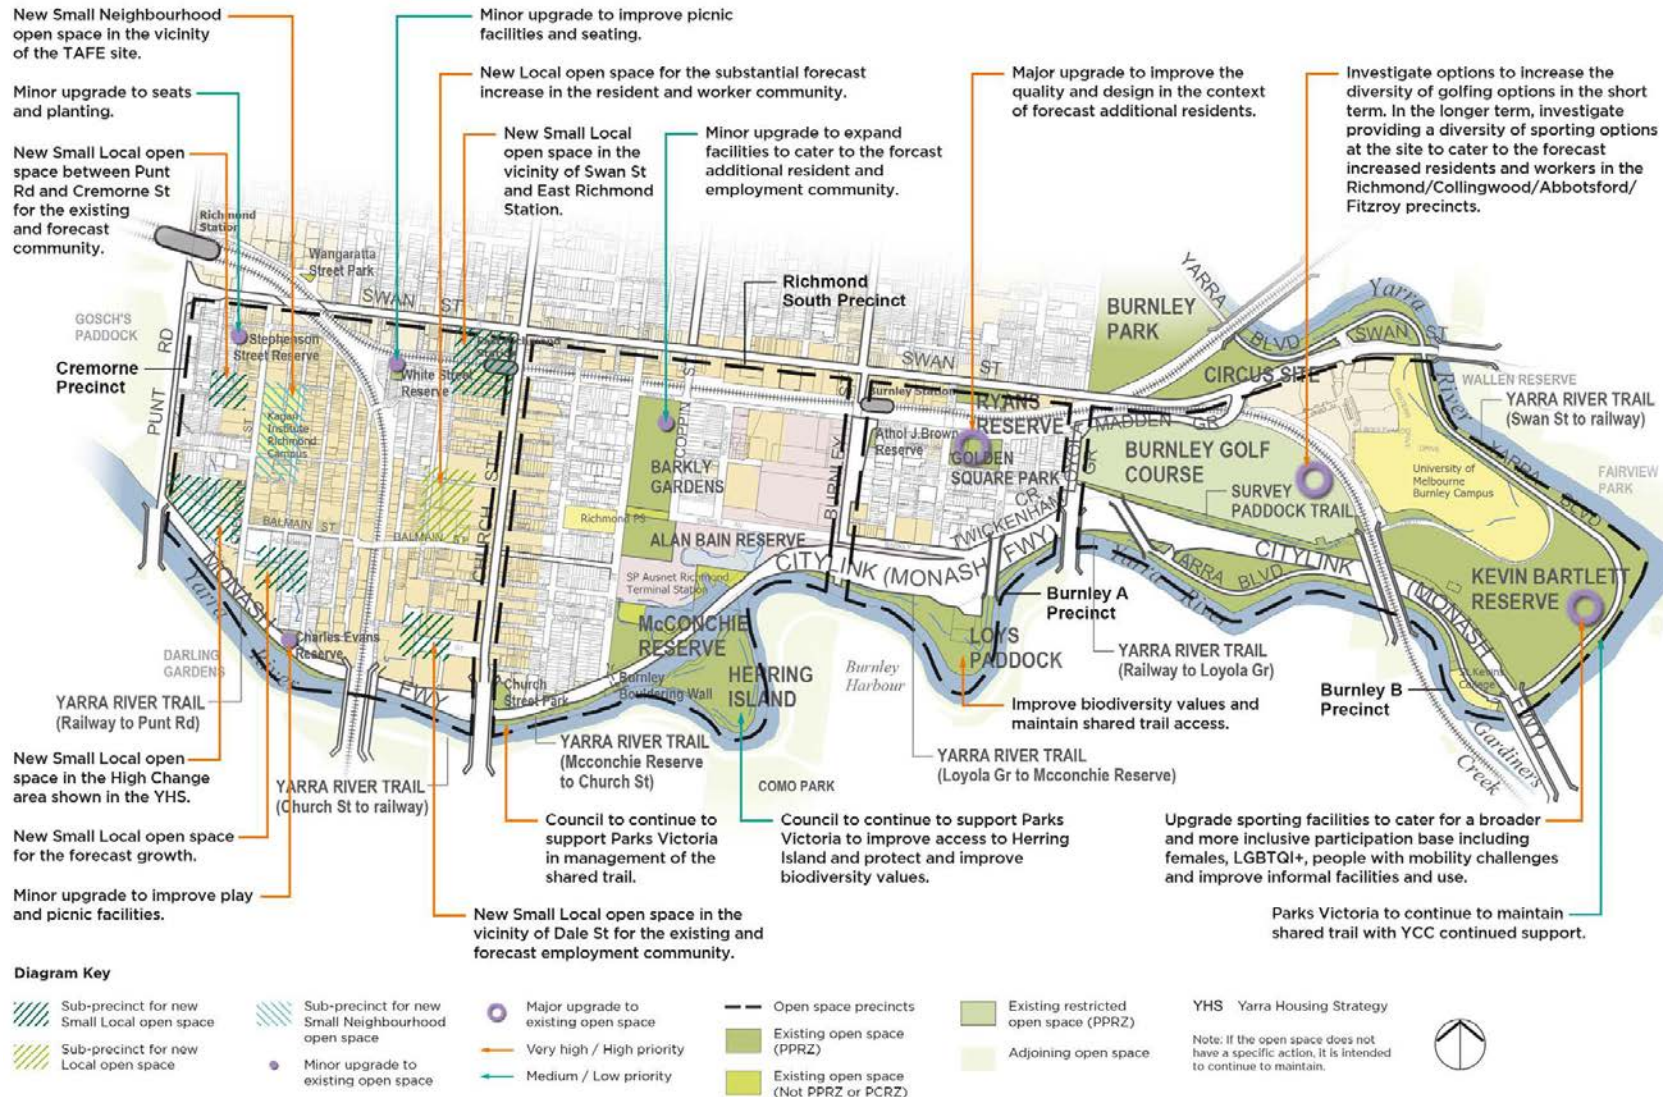 New Small Neighbourhood
open space in the vicinity
of the TAFE site.
Minor upgrade to seats
and planting.
New Small Local open
space between Punt
Rd and Cremorne St
for the existing
and forecast
community.
Minor upgrade to improve picnic
facilities and seating.
New Local open space for the substantial forecast
increase in the resident and worker community.
New Small Local
open space in the
vicinity of Swan St
and East Richmond
Station.
Minor upgrade to expand
facilities to cater to the forcast
additional resident and
employment community.
Major upgrade to improve the
quality and design in the context
of forecast additional residents.
Investigate options to increase the
diversity of golfing options in the short
term. In the longer term, investigate
providing a diversity of sporting options
at the site to cater to the forecast
increased residents and workers in the
Richmond/Collingwood/Abbotsford/
Fitzroy precincts.
Richmond
Station
Wangaratta
Street Park
SWAN ST
GOSCH'S
PADDOCK
PUNT RD
Cremorne
Precinct
Stephenson
Street Reserve
White Street
Reserve
Kangan
Institute
Richmond
Campus
BALMAIN ST
BALMAIN ST
CHURCH ST
Richmond
South Precinct
COPPIN ST
BARKLY
GARDENS
Richmond PS
ALAN BAIN RESERVE
SP Ausnet Richmond
Terminal Station
BURNLEY ST
Burnley Station
SWAN ST
RYANS
RESERVE
Athol J.Brown
Reserve
GOLDEN
SQUARE PARK
TWICKENHAM CR
LOYOLA GR
MADDEN GR
BURNLEY
PARK
YARRA BLVD
Yarra River
SWAN ST
CIRCUS SITE
BURNLEY GOLF
COURSE
SURVEY
PADDOCK TRAIL
University of
Melbourne
Burnley Campus
WALLEN RESERVE
YARRA RIVER TRAIL
(Swan St to railway)
YARRA BLVD
FAIRVIEW
PARK
CITYLINK (MONASH FWY)
CITYLINK (MONASH FWY)
YARRA BLVD
Yarra River
KEVIN BARTLETT
RESERVE
St Kevins
College
Burnley A
Precinct
LOYS
PADDOCK
YARRA RIVER TRAIL
(Railway to Loyola Gr)
Burnley B
Precinct
Gardiners
Creek
MONASH FWY
Yarra River
DARLING
GARDENS
Charles Evans
Reserve
YARRA RIVER TRAIL
(Railway to Punt Rd)
YARRA RIVER TRAIL
(Church St to railway)
Church
Street Park
McCONCHIE
RESERVE
Burnley
Bouldering Wall
HERRING
ISLAND
Burnley
Harbour
YARRA RIVER TRAIL
(Mcconchie Reserve
to Church St)
COMO PARK
YARRA RIVER TRAIL
(Loyola Gr to Mcconchie Reserve)
Improve biodiversity values and
maintain shared trail access.
New Small Local open
space in the High Change
area shown in the YHS.
New Small Local open space
for the forecast growth.
Minor upgrade to improve play
and picnic facilities.
Council to continue to
support Parks Victoria
in management of the
shared trail.
Council to continue to support Parks
Victoria to improve access to Herring
Island and protect and improve
biodiversity values.
Upgrade sporting facilities to cater for a broader
and more inclusive participation base including
females, LGBTQI+, people with mobility challenges
and improve informal facilities and use.
New Small Local open space in the
vicinity of Dale St for the existing and
forecast employment community.
Parks Victoria to continue to maintain
shared trail with YCC continued support.
Diagram Key
Sub-precinct for new
Small Local open space
Sub-precinct for new
Local open space
Sub-precinct for new
Small Neighbourhood
open space
Minor upgrade to
existing open space
Major upgrade to
existing open space
Very high / High priority
Medium / Low priority
Open space precincts
Existing open space
(PPRZ)
Existing open space
(Not PPRZ or PCRZ)
Existing restricted
open space (PPRZ)
Adjoining open space
YHS Yarra Housing Strategy
Note: If the open space does not
have a specific action, it is intended
to continue to maintain.